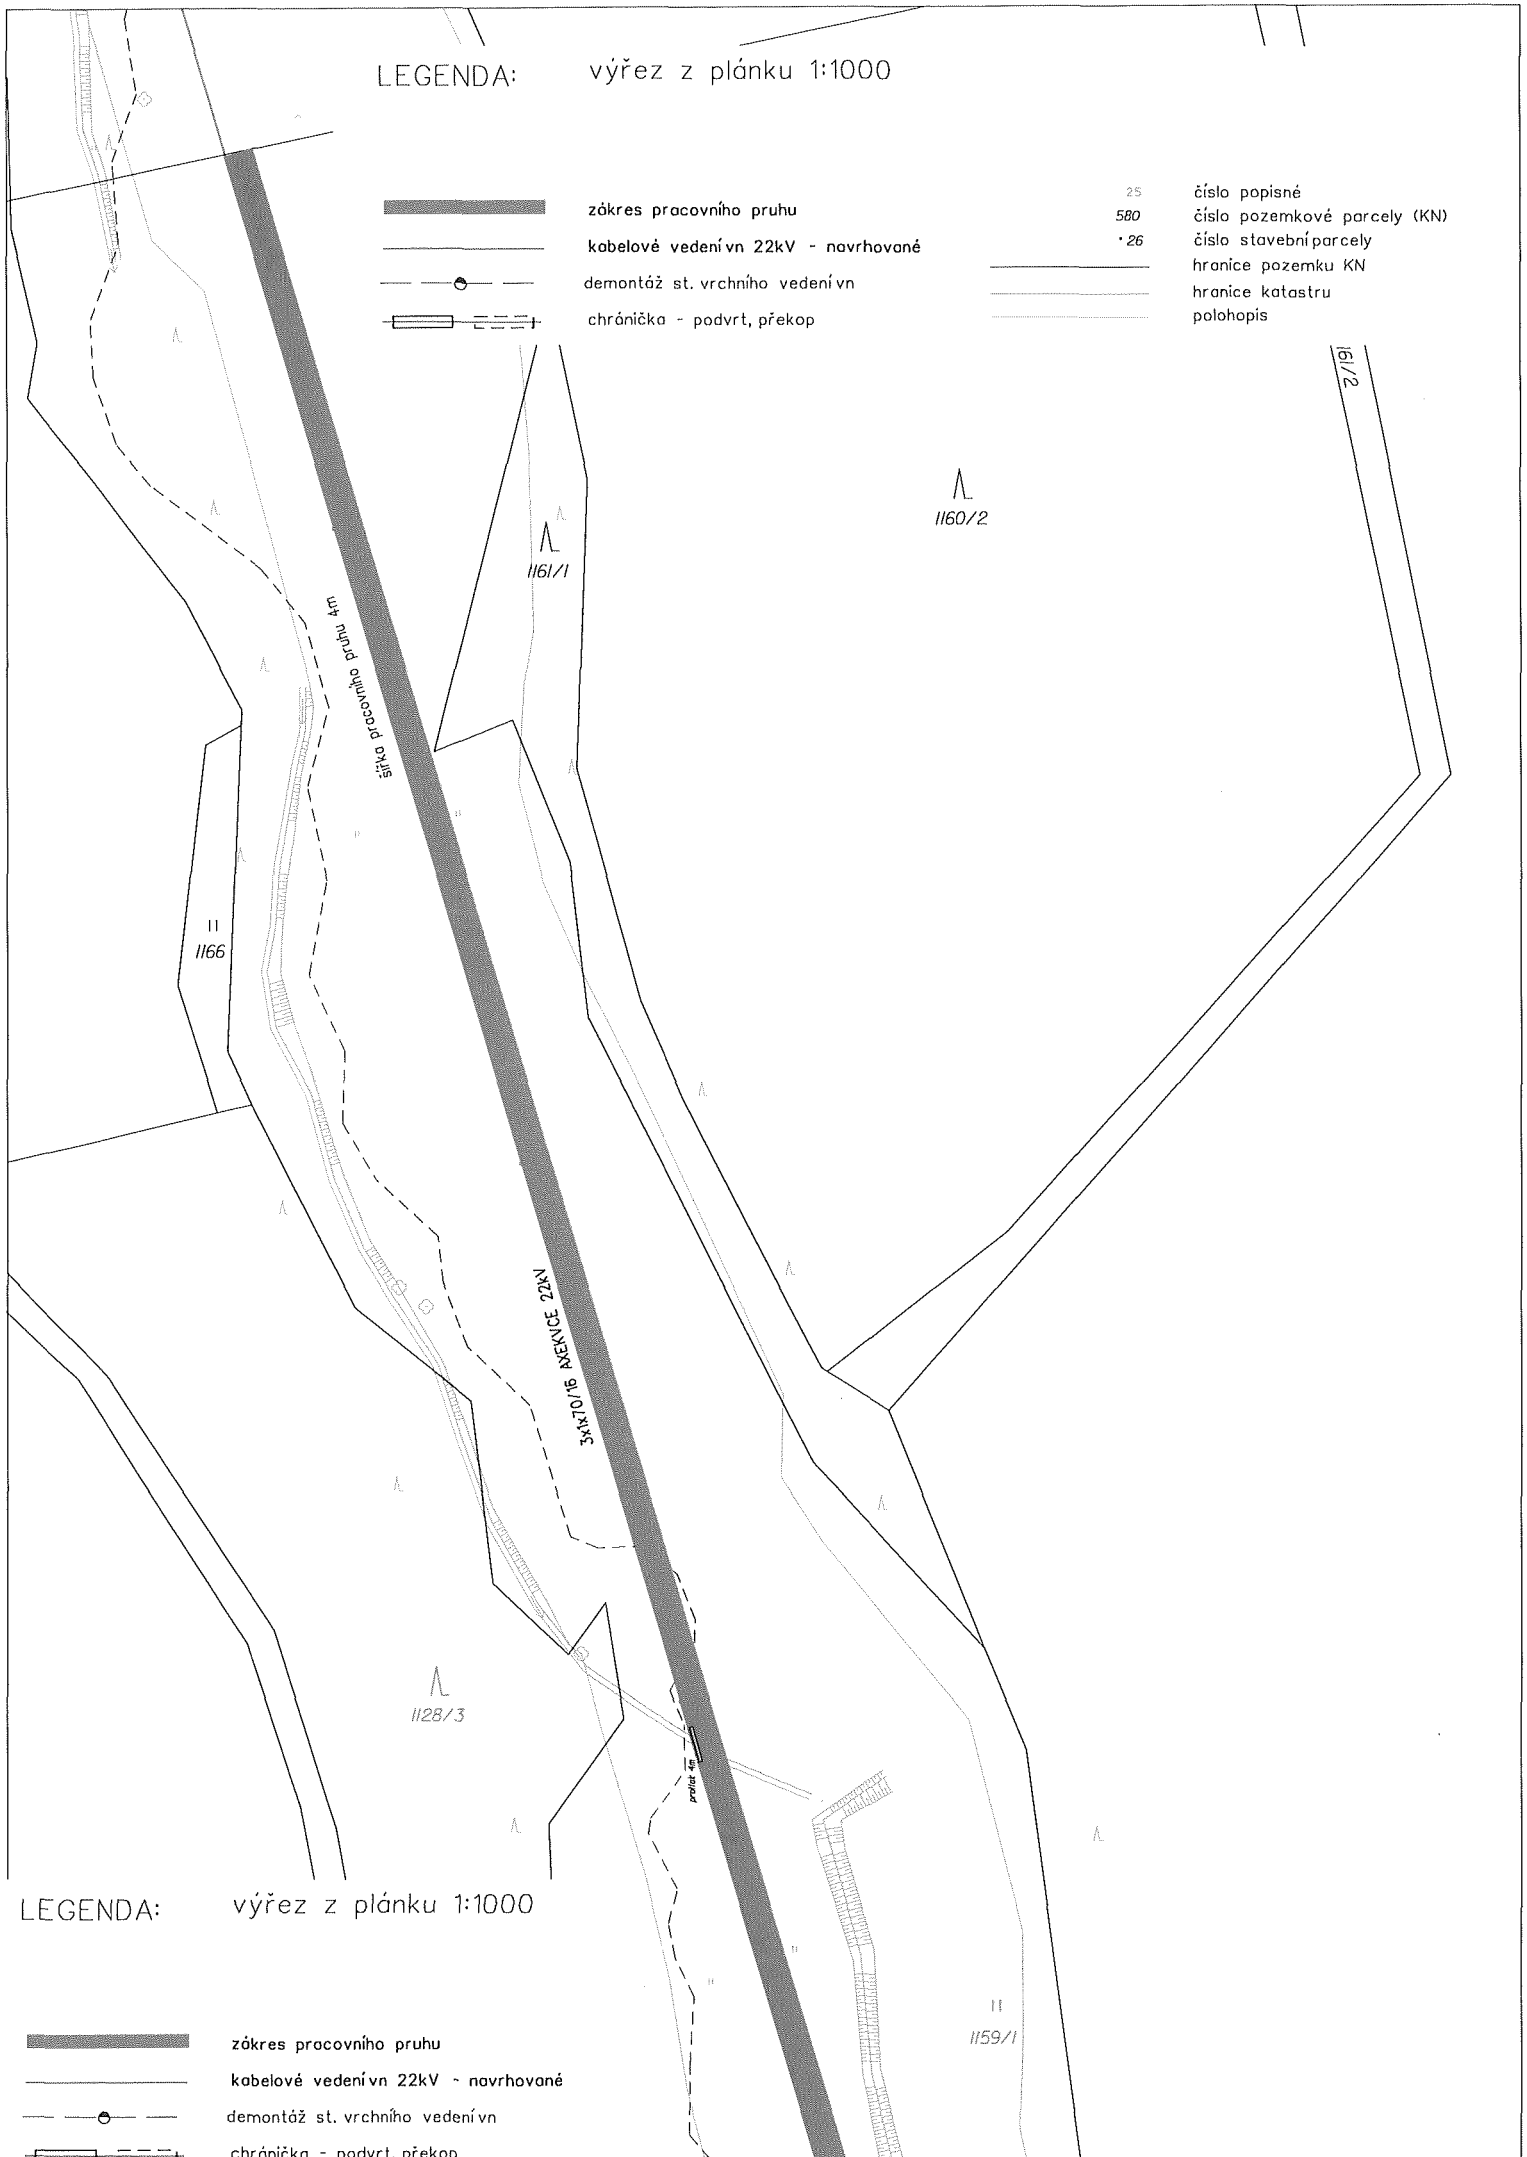 LEGENDA: výřez z plánku 1:1000
zákres pracovního pruhu
kabelové vedení vn 22kV - navrhované
demontáž st. vrchního vedení vn
chránička - podvrt, překop
25 číslo popisné
580 číslo pozemkové parcely (KN)
·26 číslo stavební parcely
hranice pozemku KN
hranice katastru
polohopis
161/2
1160/2
1161/1
šířka pracovního pruhu 4m
1166
3x1x70/16 AXEKVCE 22kV
1128/3
protlak 4m
LEGENDA: výřez z plánku 1:1000
1159/1
zákres pracovního pruhu
kabelové vedení vn 22kV - navrhované
demontáž st. vrchního vedení vn
chránička - podvrt, překop